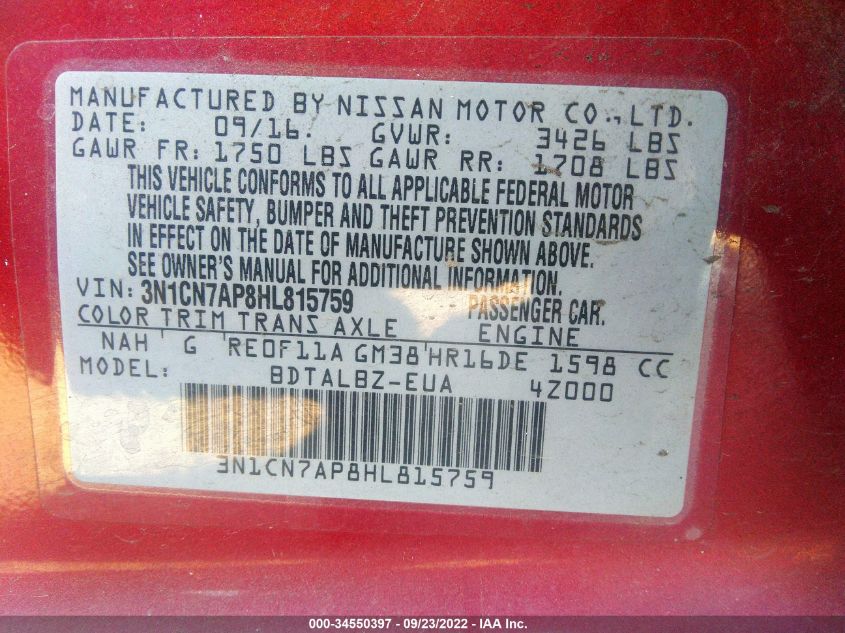 MANUFACTURED BY NISSAN MOTOR CO., LTD.
DATE: 09/16. GVWR: 3426 LBS
GAWR FR: 1750 LBS GAWR RR: 1708 LBS
THIS VEHICLE CONFORMS TO ALL APPLICABLE FEDERAL MOTOR
VEHICLE SAFETY, BUMPER AND THEFT PREVENTION STANDARDS
IN EFFECT ON THE DATE OF MANUFACTURE SHOWN ABOVE.
SEE OWNER'S MANUAL FOR ADDITIONAL INFORMATION.
VIN: 3N1CN7AP8HL815759 PASSENGER CAR.
COLOR TRIM TRANS AXLE ENGINE
NAH G RE0F11A GM38 HR16DE 1598 CC
MODEL: BDTALBZ-EUA 4Z000
3N1CN7AP8HL815759
000-34550397 - 09/23/2022 - IAA Inc.